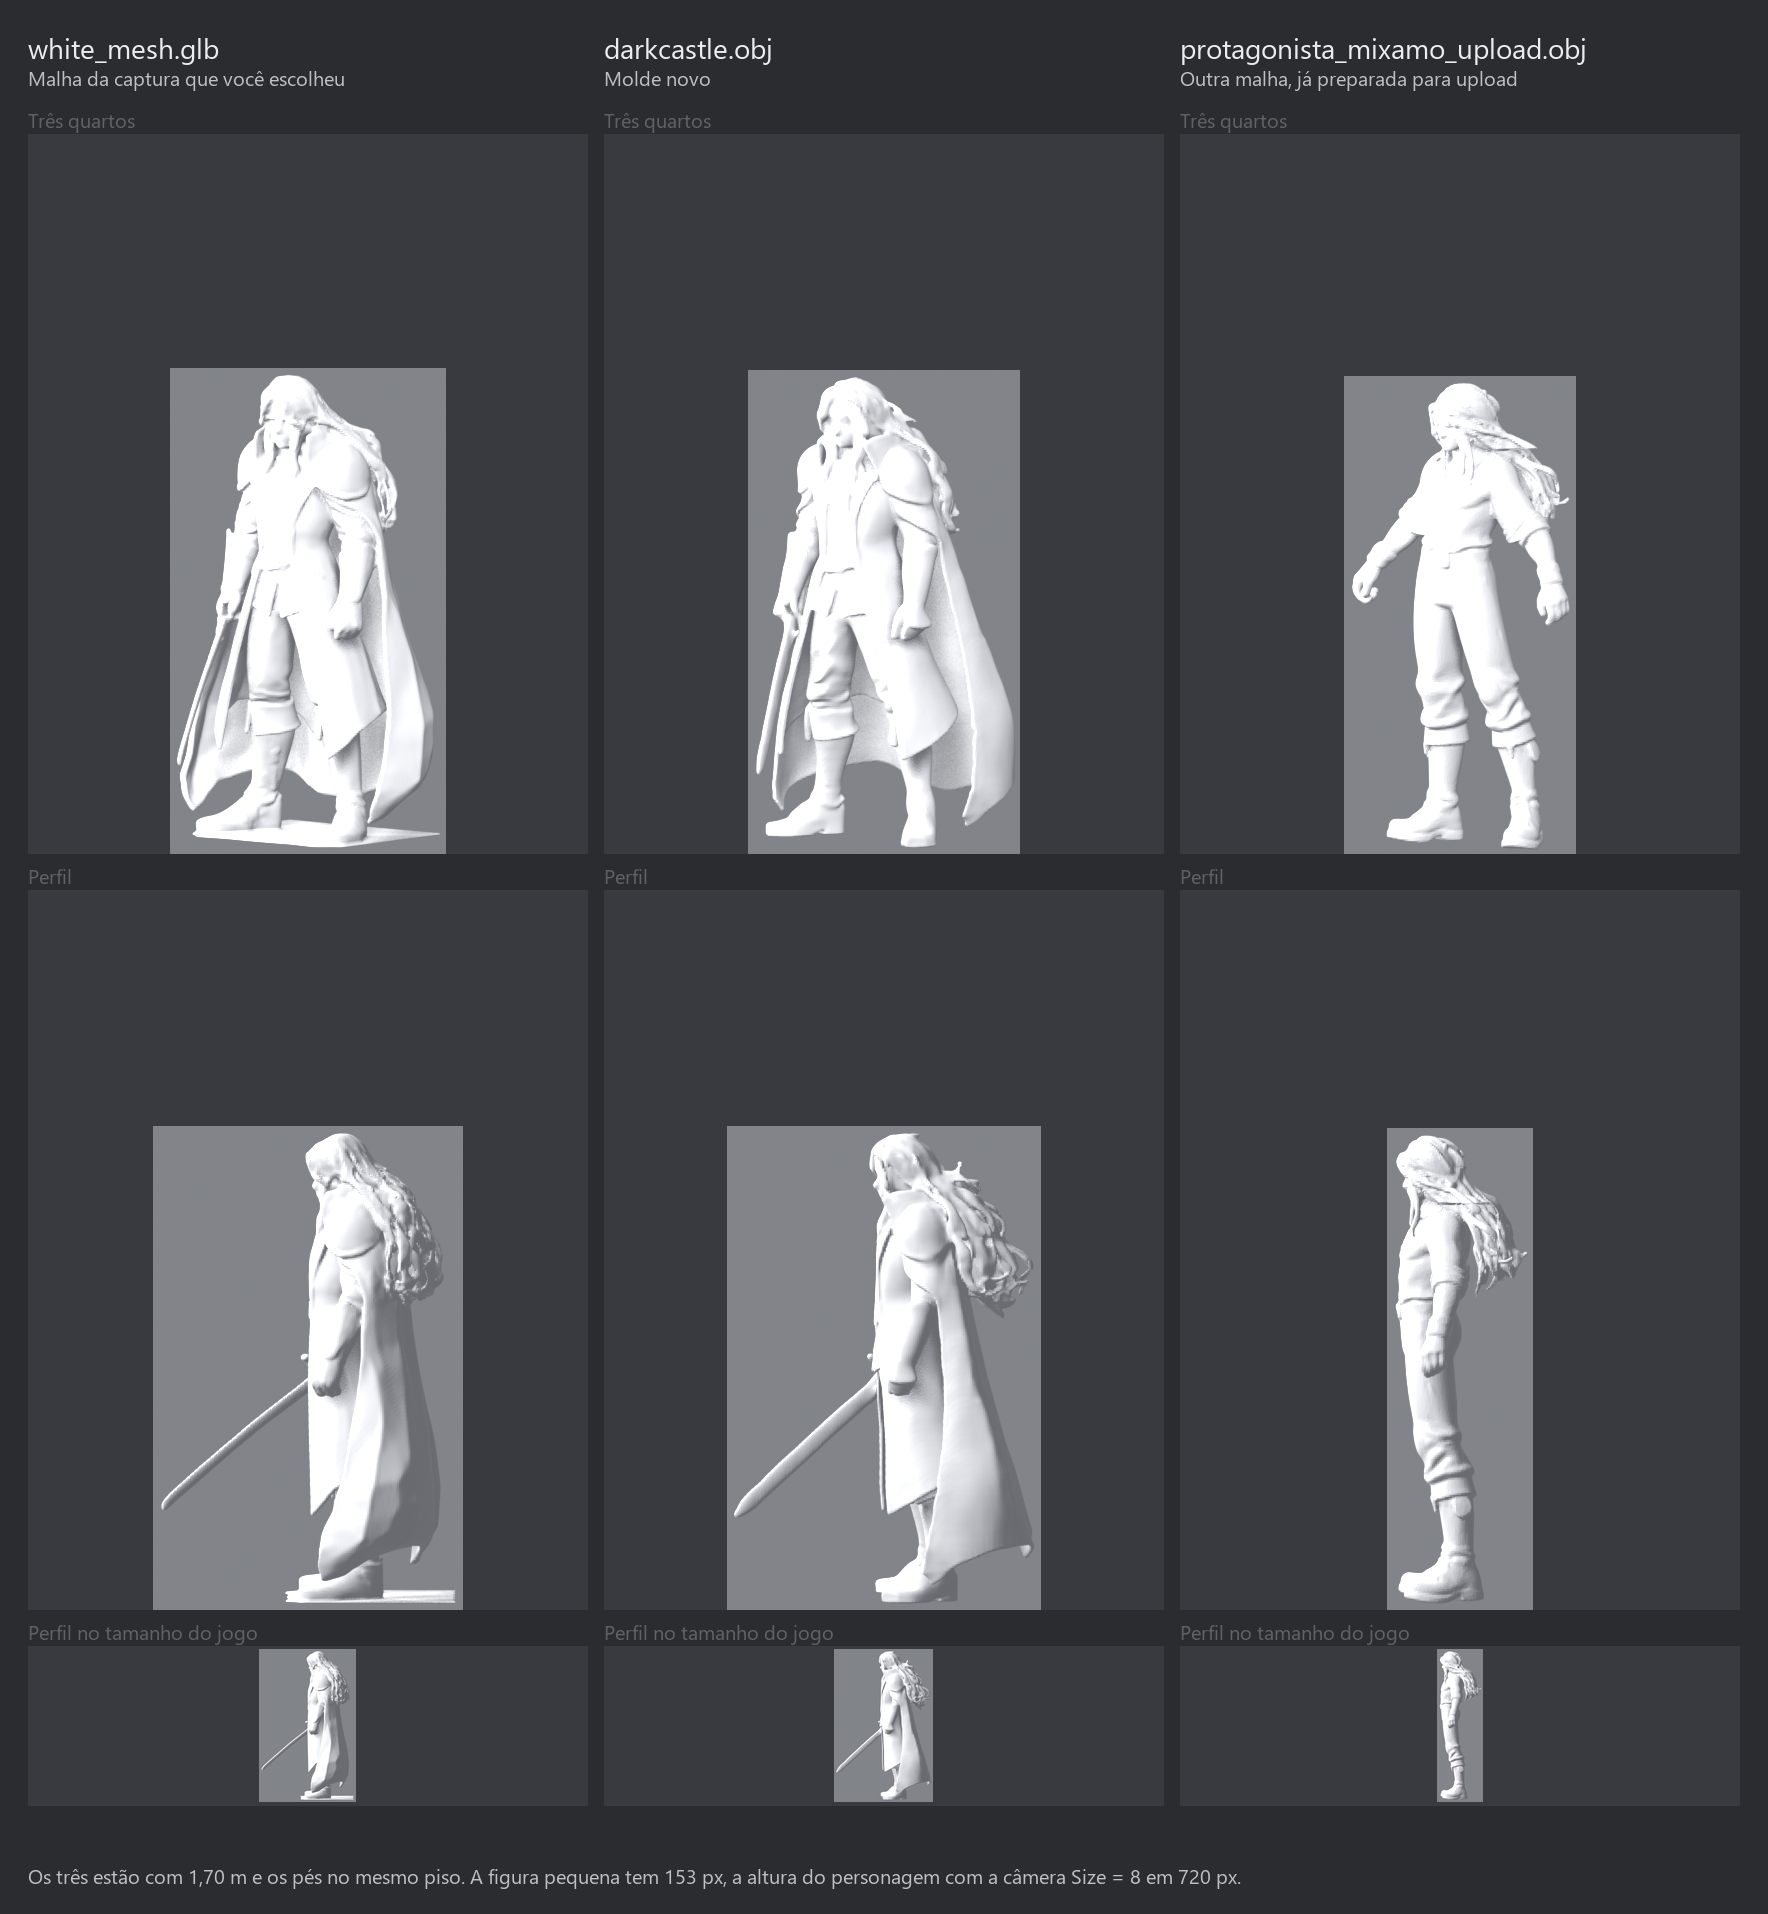 white_mesh.glb
Malha da captura que você escolheu
Três quartos
Perfil
Perfil no tamanho do jogo
darkcastle.obj
Molde novo
Três quartos
Perfil
Perfil no tamanho do jogo
protagonista_mixamo_upload.obj
Outra malha, já preparada para upload
Três quartos
Perfil
Perfil no tamanho do jogo
Os três estão com 1,70 m e os pés no mesmo piso. A figura pequena tem 153 px, a altura do personagem com a câmera Size = 8 em 720 px.